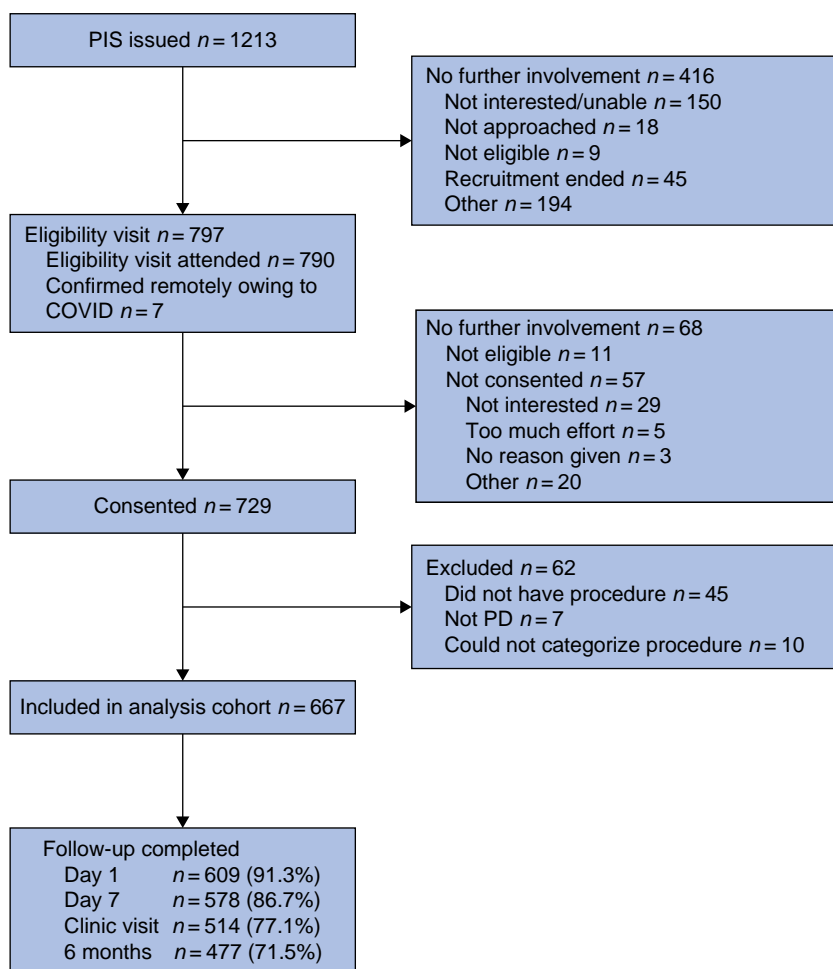 PIS issued n = 1213
No further involvement n = 416
Not interested/unable n = 150
Not approached n = 18
Not eligible n = 9
Recruitment ended n = 45
Other n = 194
Eligibility visit n = 797
Eligibility visit attended n = 790
Confirmed remotely owing to
COVID n = 7
No further involvement n = 68
Not eligible n = 11
Not consented n = 57
Not interested n = 29
Too much effort n = 5
No reason given n = 3
Other n = 20
Consented n = 729
Excluded n = 62
Did not have procedure n = 45
Not PD n = 7
Could not categorize procedure n = 10
Included in analysis cohort n = 667
Follow-up completed
Day 1 n = 609 (91.3%)
Day 7 n = 578 (86.7%)
Clinic visit n = 514 (77.1%)
6 months n = 477 (71.5%)